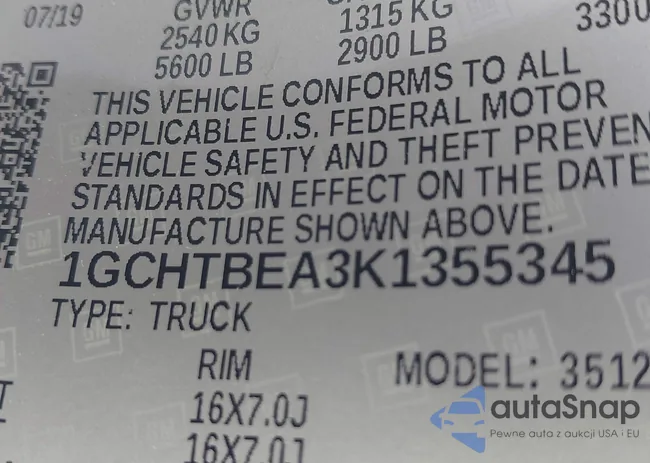 07/19 GVWR
2540 KG 1315 KG 3300
5600 LB 2900 LB
THIS VEHICLE CONFORMS TO ALL
APPLICABLE U.S. FEDERAL MOTOR
VEHICLE SAFETY AND THEFT PREVEN
STANDARDS IN EFFECT ON THE DATE
MANUFACTURE SHOWN ABOVE.
1GCHTBEA3K1355345
TYPE: TRUCK
RIM MODEL: 3512
16X7.0J
16X7.0J
GM
autaSnap
Pewne auta z aukcji USA i EU